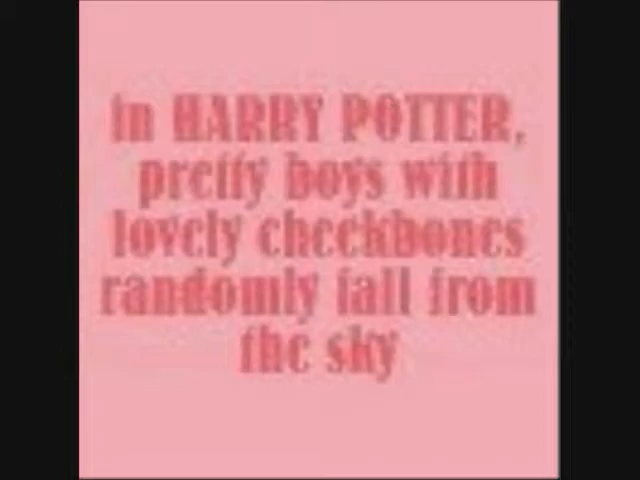 in HARRY POTTER,
pretty boys with
lovely cheekbones
randomly fall from
the sky